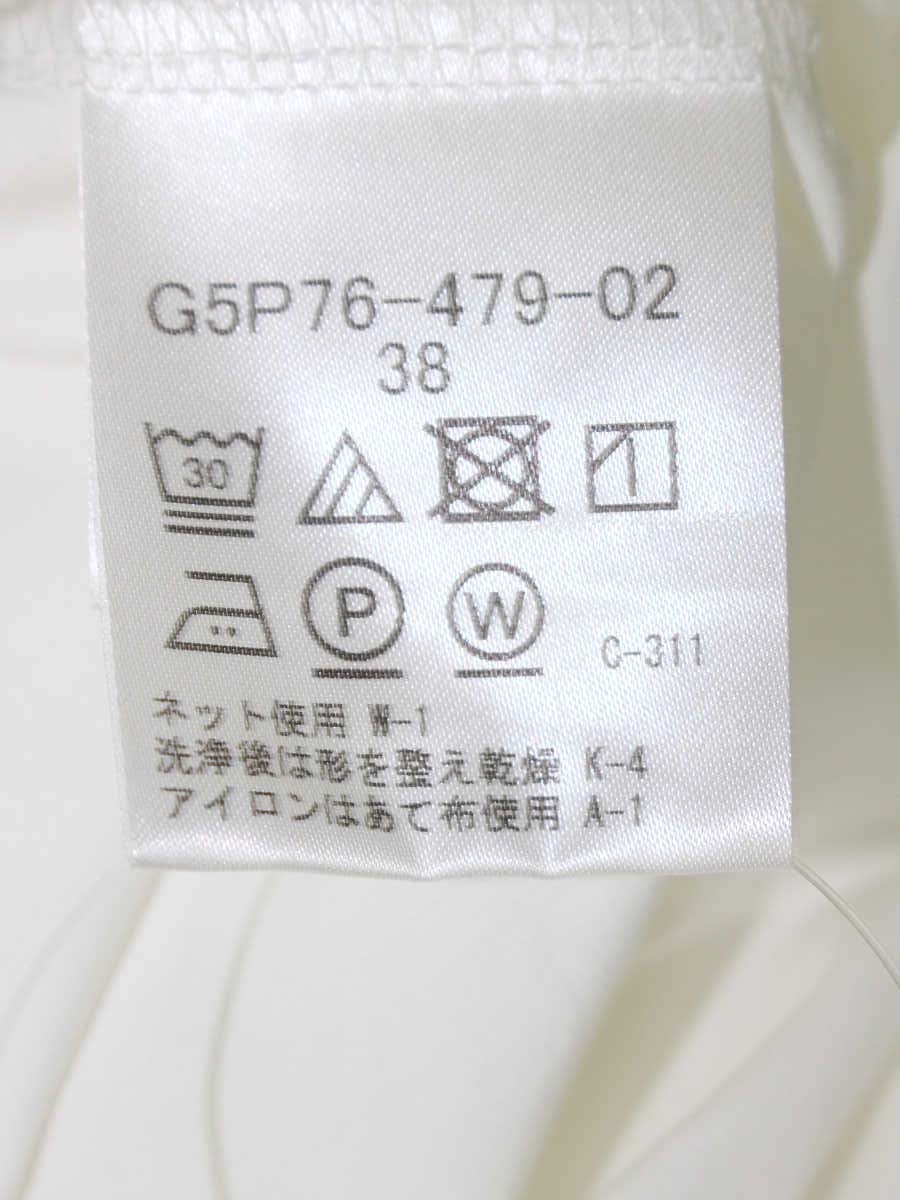 G5P76-479-02
38
30
P W C-311
ネット使用 W-1
洗浄後は形を整え乾燥 K-4
アイロンはあて布使用 A-1